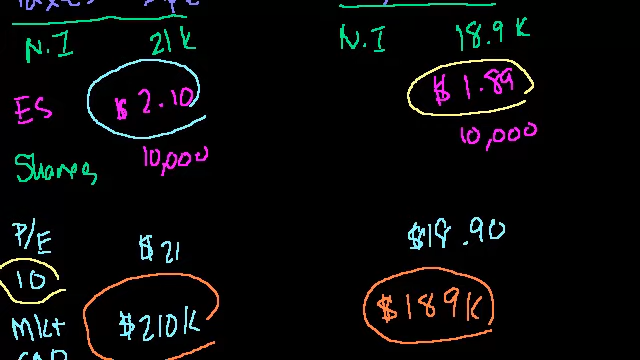 N.I 21K N.I 18.9K
ES $2.10 $1.89
10,000 10,000
Shares
P/E $21 $18.90
10
Mkt $210K $189K